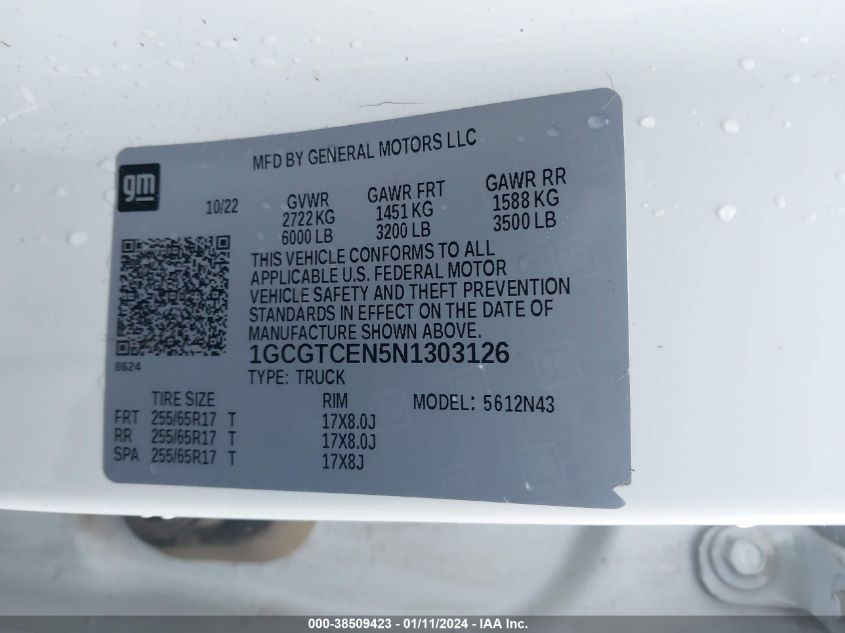 MFD BY GENERAL MOTORS LLC
gm
10/22
GVWR GAWR FRT GAWR RR
2722 KG 1451 KG 1588 KG
6000 LB 3200 LB 3500 LB
THIS VEHICLE CONFORMS TO ALL
APPLICABLE U.S. FEDERAL MOTOR
VEHICLE SAFETY AND THEFT PREVENTION
STANDARDS IN EFFECT ON THE DATE OF
MANUFACTURE SHOWN ABOVE.
8624
1GCGTCEN5N1303126
TYPE: TRUCK
TIRE SIZE RIM MODEL: 5612N43
FRT 255/65R17 T 17X8.0J
RR 255/65R17 T 17X8.0J
SPA 255/65R17 T 17X8J
000-38509423 - 01/11/2024 - IAA Inc.